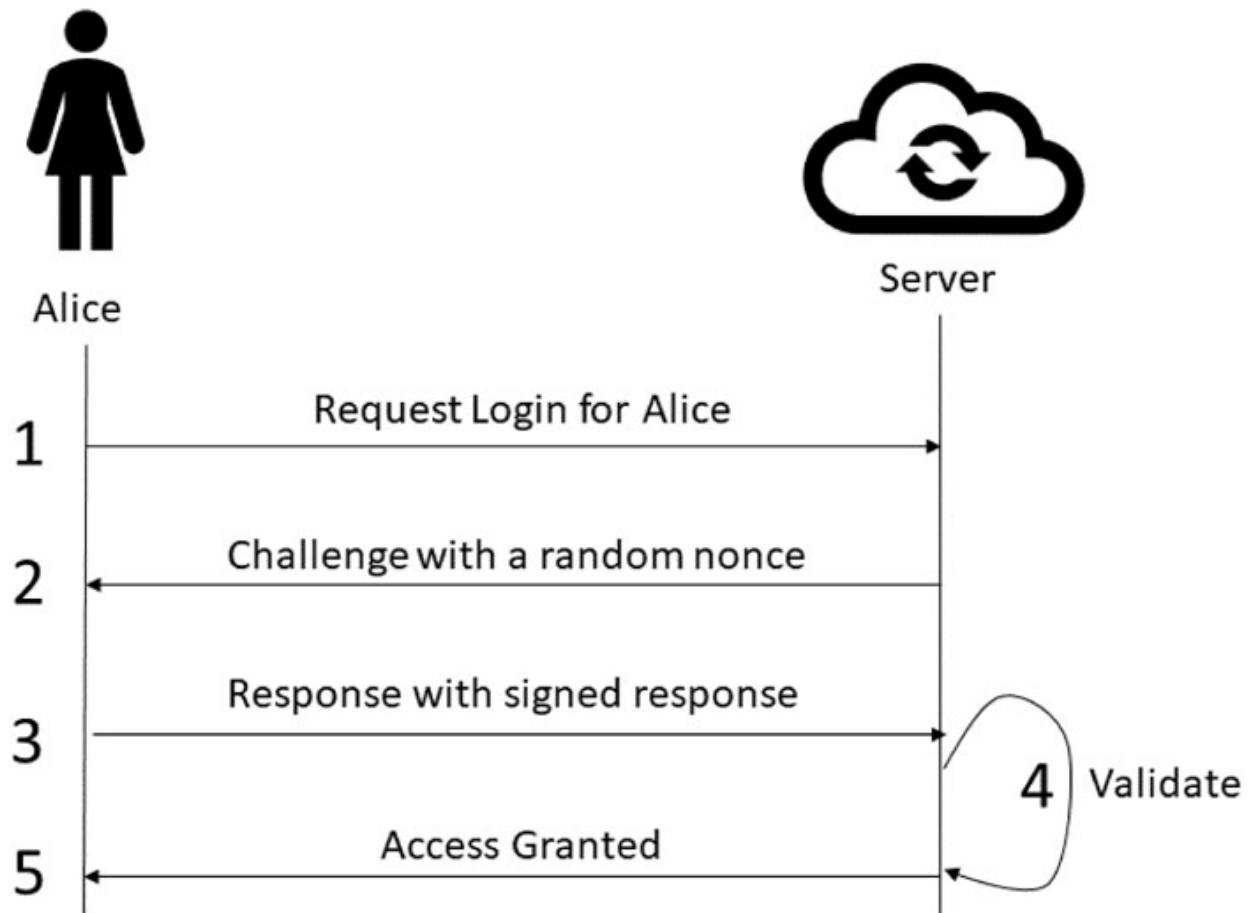 Alice
Server
1
Request Login for Alice
2
Challenge with a random nonce
3
Response with signed response
4
Validate
5
Access Granted